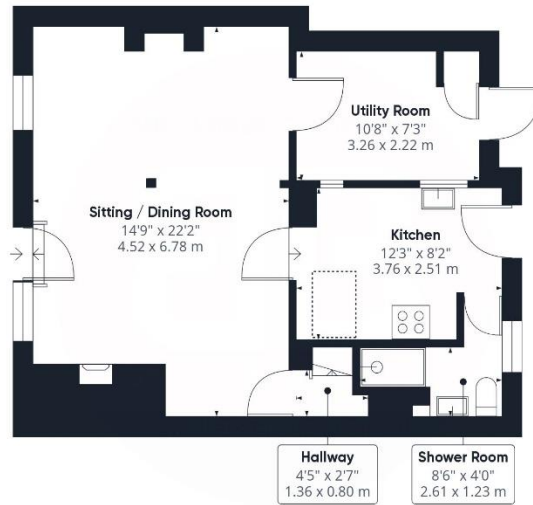 Utility Room
10'8" x 7'3"
3.26 x 2.22 m
Sitting / Dining Room
14'9" x 22'2"
4.52 x 6.78 m
Kitchen
12'3" x 8'2"
3.76 x 2.51 m
Hallway
4'5" x 2'7"
1.36 x 0.80 m
Shower Room
8'6" x 4'0"
2.61 x 1.23 m